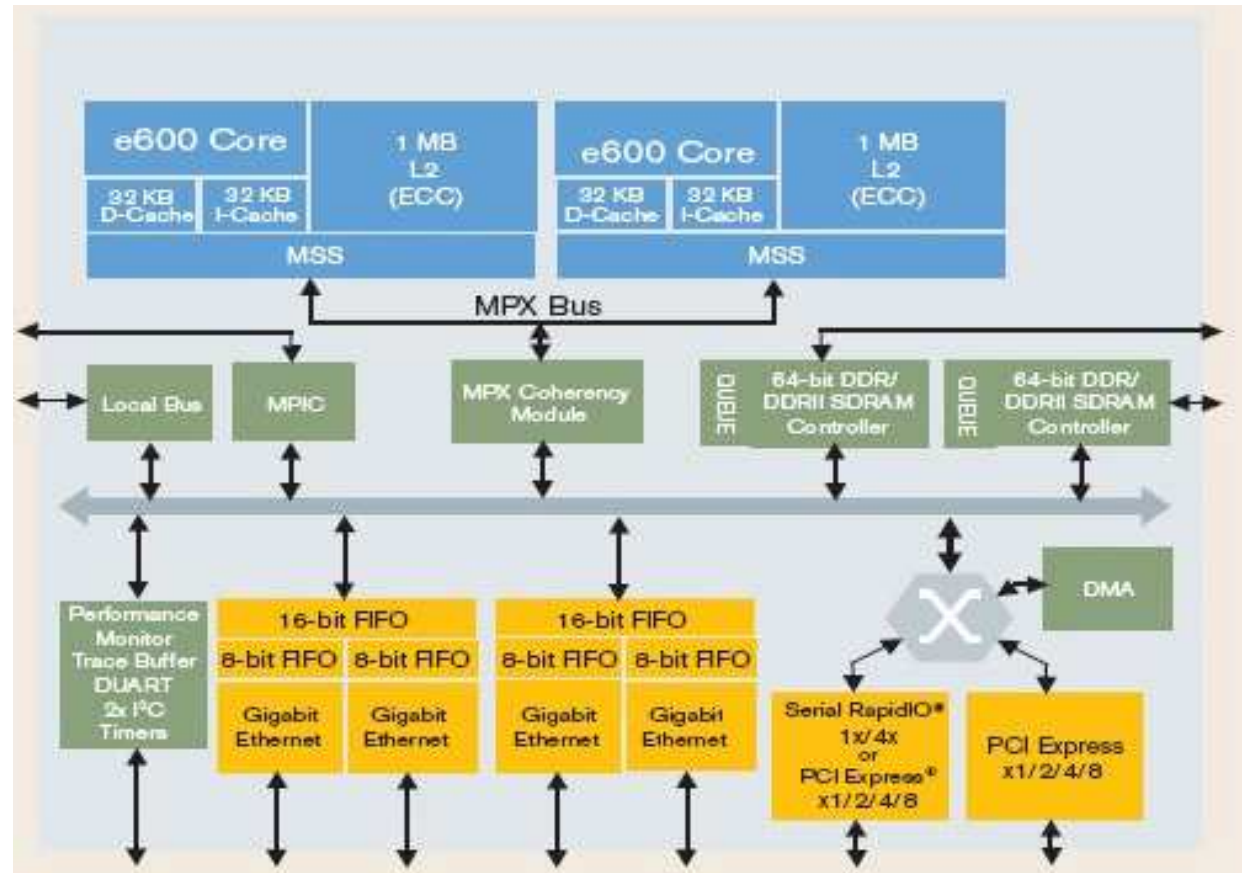 e600 Core
32 KB
D-Cache
32 KB
I-Cache
1 MB
L2
(ECC)
MSS
e600 Core
32 KB
D-Cache
32 KB
I-Cache
1 MB
L2
(ECC)
MSS
MPX Bus
Local Bus
MPIC
MPX Coherency
Module
QUEUE
64-bit DDR/
DDRII SDRAM
Controller
QUEUE
64-bit DDR/
DDRII SDRAM
Controller
DMA
Performance
Monitor
Trace Buffer
DUART
2x I²C
Timers
16-bit FIFO
8-bit FIFO
8-bit FIFO
Gigabit
Ethernet
Gigabit
Ethernet
16-bit FIFO
8-bit FIFO
8-bit FIFO
Gigabit
Ethernet
Gigabit
Ethernet
Serial RapidIO®
1x/4x
or
PCI Express®
x1/2/4/8
PCI Express
x1/2/4/8